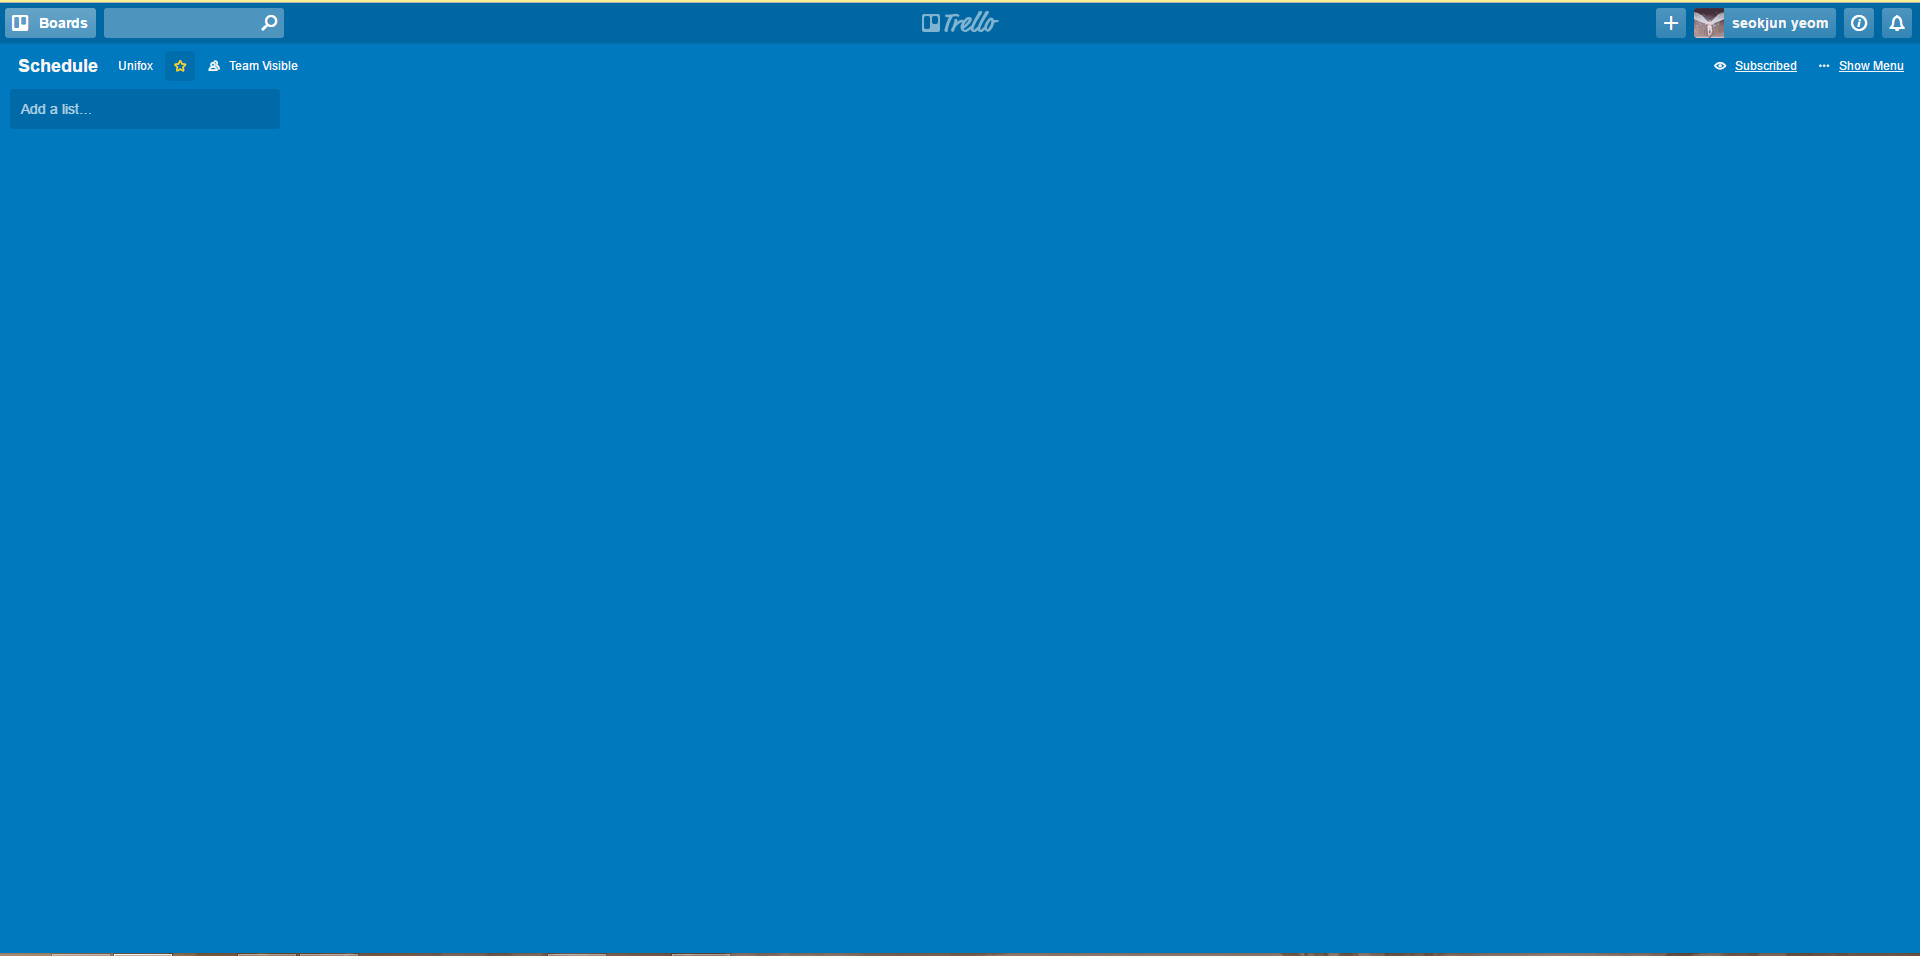 Boards
Trello
seokjun yeom
Schedule
Unifox
Team Visible
Subscribed
Show Menu
Add a list...